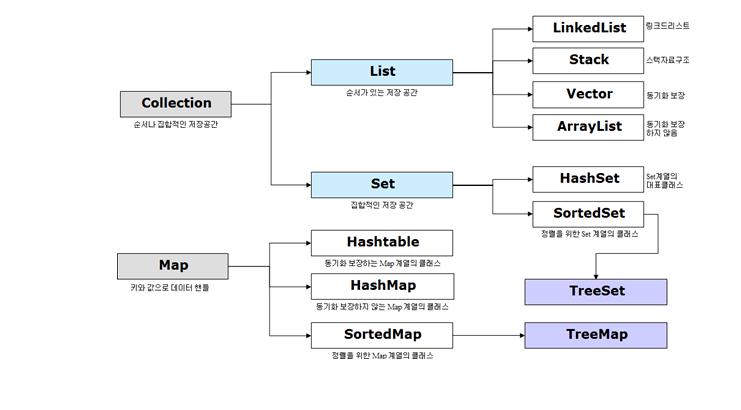 LinkedList
링크드리스트
Stack
스택자료구조
List
순서가 있는 저장 공간
Vector
동기화 보장
Collection
순서나 집합적인 저장공간
ArrayList
동기화 보장
하지 않음
Set
집합적인 저장 공간
HashSet
Set계열의
대표클래스
SortedSet
정렬을 위한 Set 계열의 클래스
Hashtable
동기화 보장하는 Map 계열의 클래스
Map
키와 값으로 데이터 핸들
HashMap
동기화 보장하지 않는 Map 계열의 클래스
TreeSet
SortedMap
정렬을 위한 Map 계열의 클래스
TreeMap